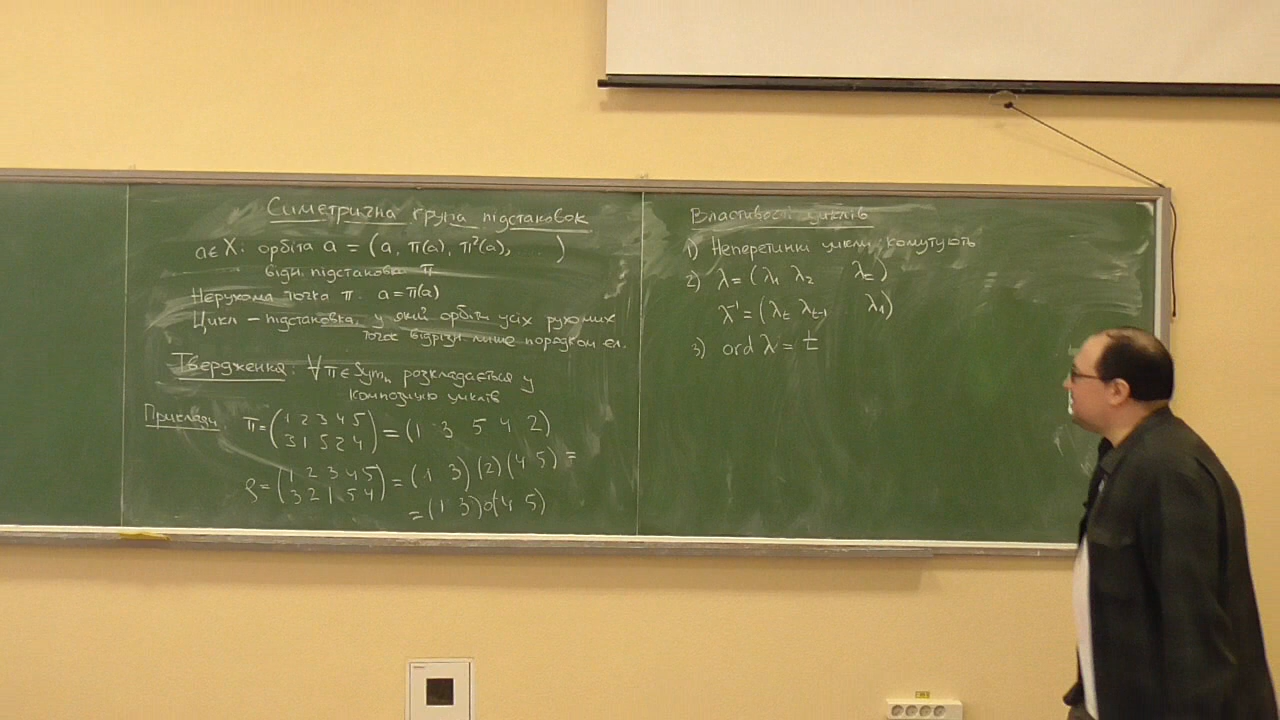 Симетрична група підстановок
a∈X: орбіта a = (a, π(a), π²(a), )
відн. підстановки π
Нерухома точка π: a=π(a)
Цикл – підстановка, у якій орбіти усіх рухомих
точок відрізн. лише порядком ел.
Твердження: ∀π∈Symₙ розкладається у
композицію циклів
Приклади: π=(1 2 3 4 5 / 3 1 5 2 4) = (1 3 5 4 2)
ρ=(1 2 3 4 5 / 3 2 1 5 4) = (1 3)(2)(4 5) =
= (1 3)∘(4 5)
Властивості циклів
1) Неперетинні цикли комутують
2) λ=(λ₁ λ₂ λₜ)
λ⁻¹=(λₜ λₜ₋₁ λ₁)
3) ord λ = t